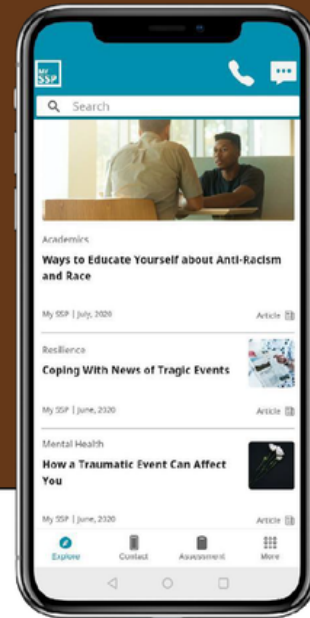 MY
SSP
Search
Academics
Ways to Educate Yourself about Anti-Racism
and Race
My SSP | July, 2020
Article
Resilience
Coping With News of Tragic Events
My SSP | June, 2020
Article
Mental Health
How a Traumatic Event Can Affect
You
My SSP | June, 2020
Article
Explore
Contact
Assessment
More